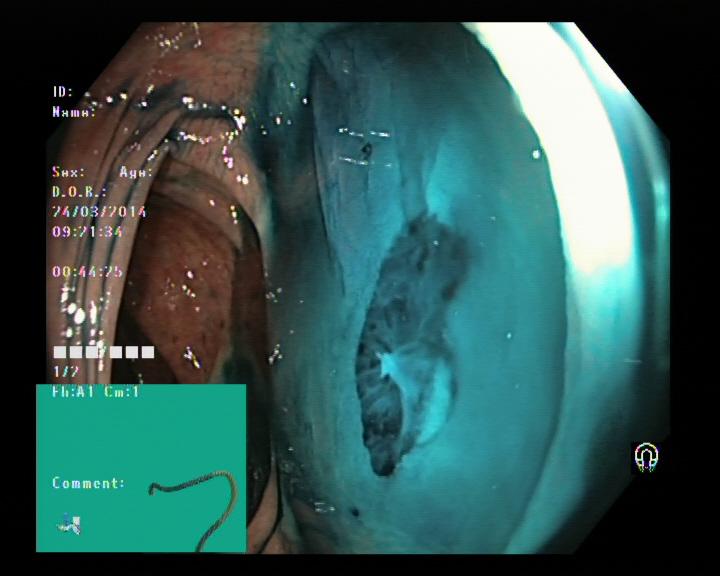 ID:
Name:
Sex: Age:
D.O.B.:
24/03/2014
09:21:34
00:44:25
1/2
Eh:A1 Cm:1
Comment: